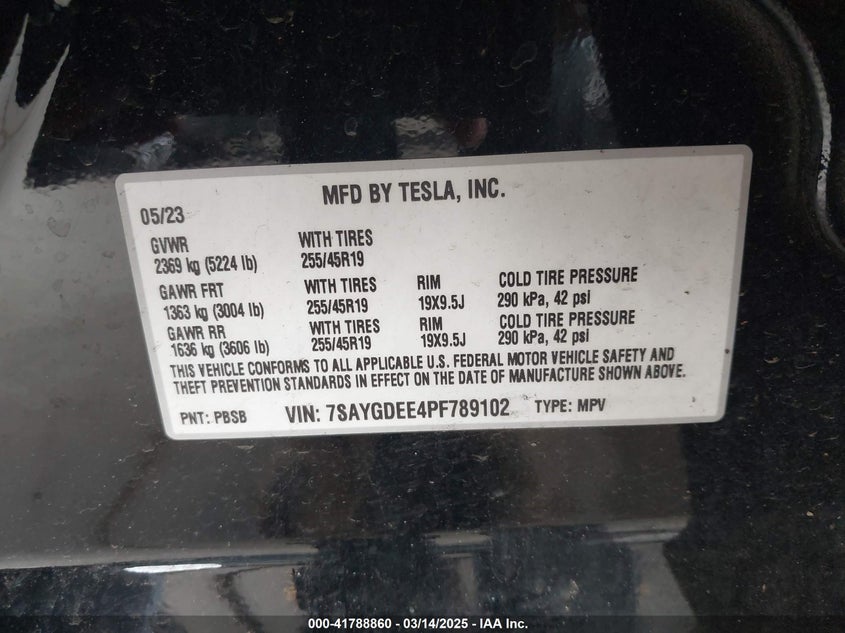 MFD BY TESLA, INC.
05/23
GVWR WITH TIRES
2369 kg (5224 lb) 255/45R19
GAWR FRT WITH TIRES RIM COLD TIRE PRESSURE
1363 kg (3004 lb) 255/45R19 19X9.5J 290 kPa, 42 psi
GAWR RR WITH TIRES RIM COLD TIRE PRESSURE
1636 kg (3606 lb) 255/45R19 19X9.5J 290 kPa, 42 psi
THIS VEHICLE CONFORMS TO ALL APPLICABLE U.S. FEDERAL MOTOR VEHICLE SAFETY AND
THEFT PREVENTION STANDARDS IN EFFECT ON THE DATE OF MANUFACTURE SHOWN ABOVE.
PNT: PBSB VIN: 7SAYGDEE4PF789102 TYPE: MPV
000-41788860 - 03/14/2025 - IAA Inc.